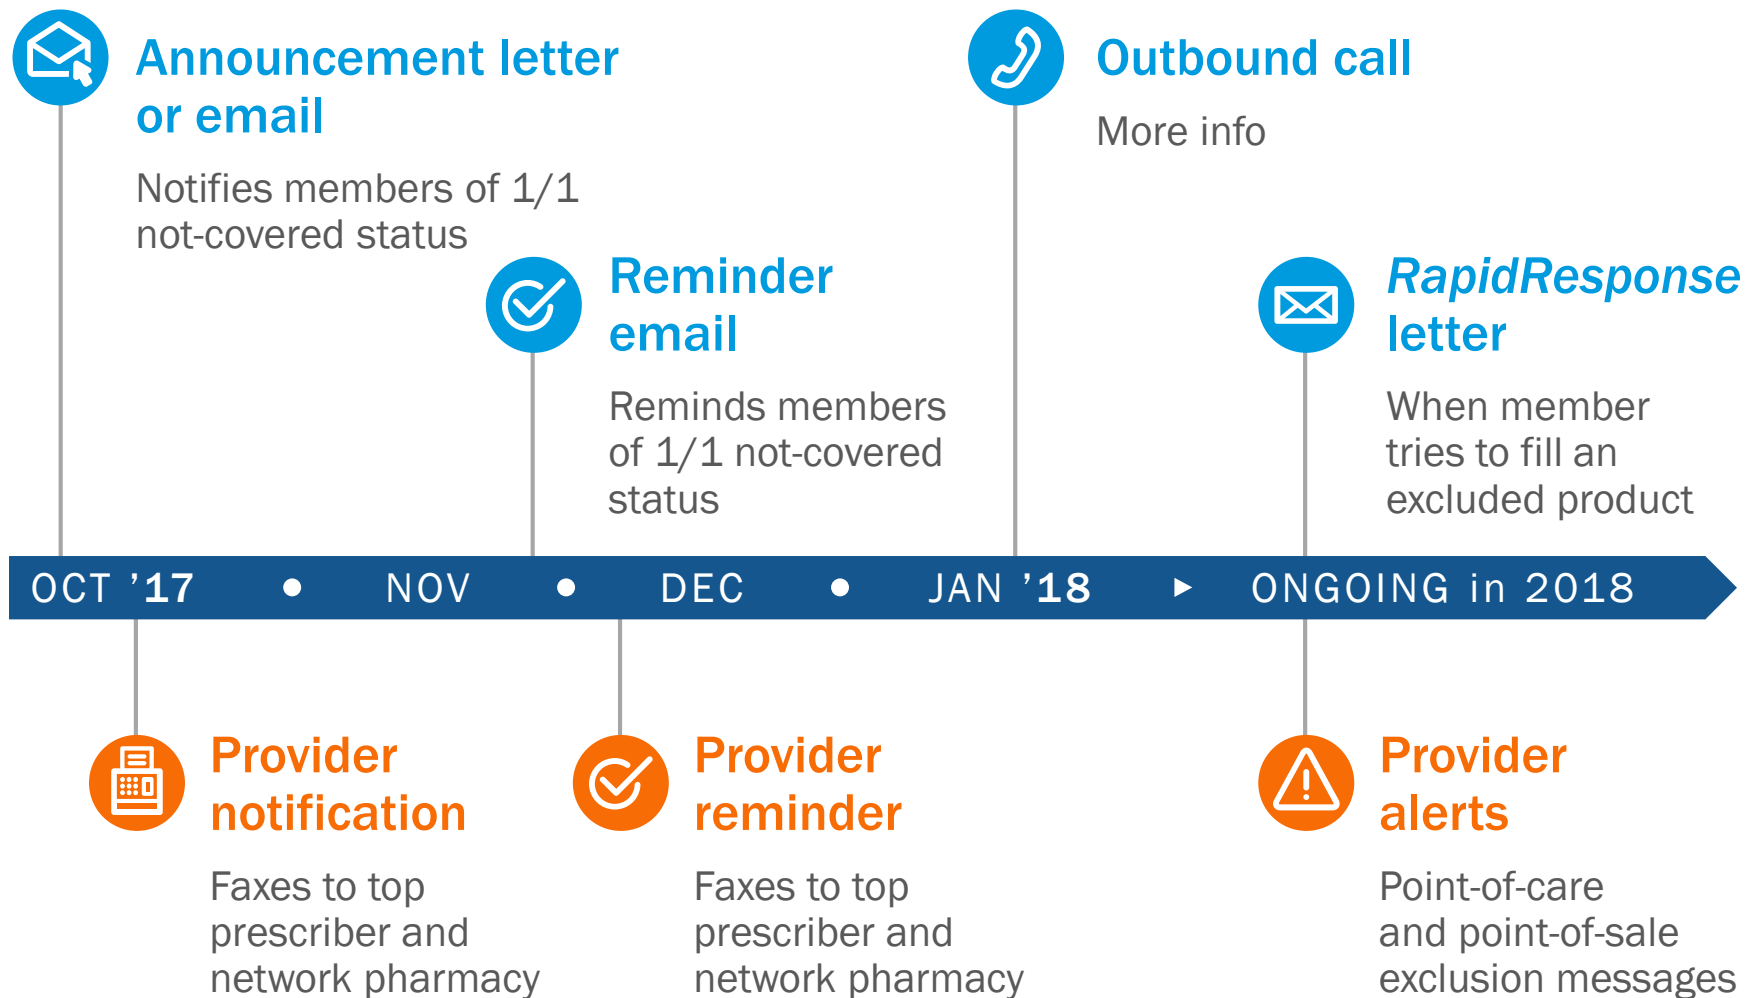 Announcement letter
or email
Notifies members of 1/1
not-covered status
Reminder
email
Reminds members
of 1/1 not-covered
status
Outbound call
More info
RapidResponse
letter
When member
tries to fill an
excluded product
OCT ’17 • NOV • DEC • JAN ’18 ▸ ONGOING in 2018
Provider
notification
Faxes to top
prescriber and
network pharmacy
Provider
reminder
Faxes to top
prescriber and
network pharmacy
Provider
alerts
Point-of-care
and point-of-sale
exclusion messages